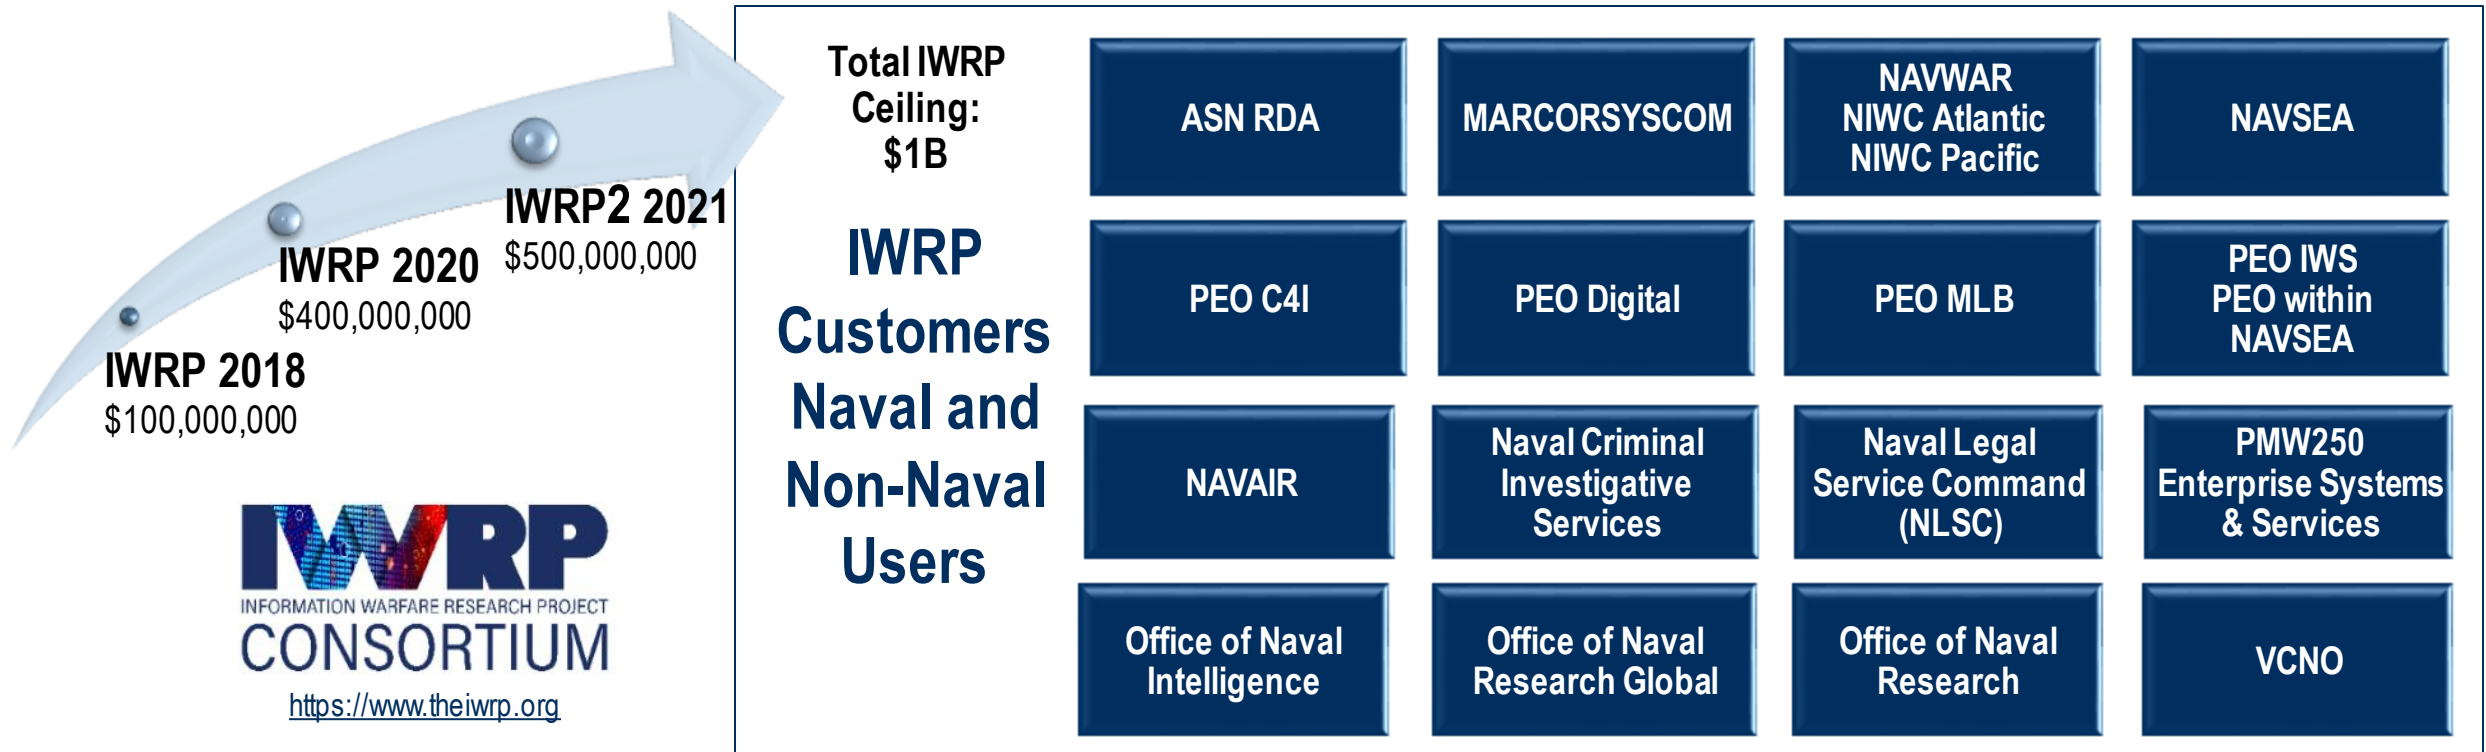 IWRP 2018
$100,000,000
IWRP 2020
$400,000,000
IWRP2 2021
$500,000,000
IWRP
INFORMATION WARFARE RESEARCH PROJECT
CONSORTIUM
https://www.theiwrp.org
Total IWRP
Ceiling:
$1B
IWRP
Customers
Naval and
Non-Naval
Users
ASN RDA
MARCORSYSCOM
NAVWAR
NIWC Atlantic
NIWC Pacific
NAVSEA
PEO C4I
PEO Digital
PEO MLB
PEO IWS
PEO within
NAVSEA
NAVAIR
Naval Criminal
Investigative
Services
Naval Legal
Service Command
(NLSC)
PMW250
Enterprise Systems
& Services
Office of Naval
Intelligence
Office of Naval
Research Global
Office of Naval
Research
VCNO